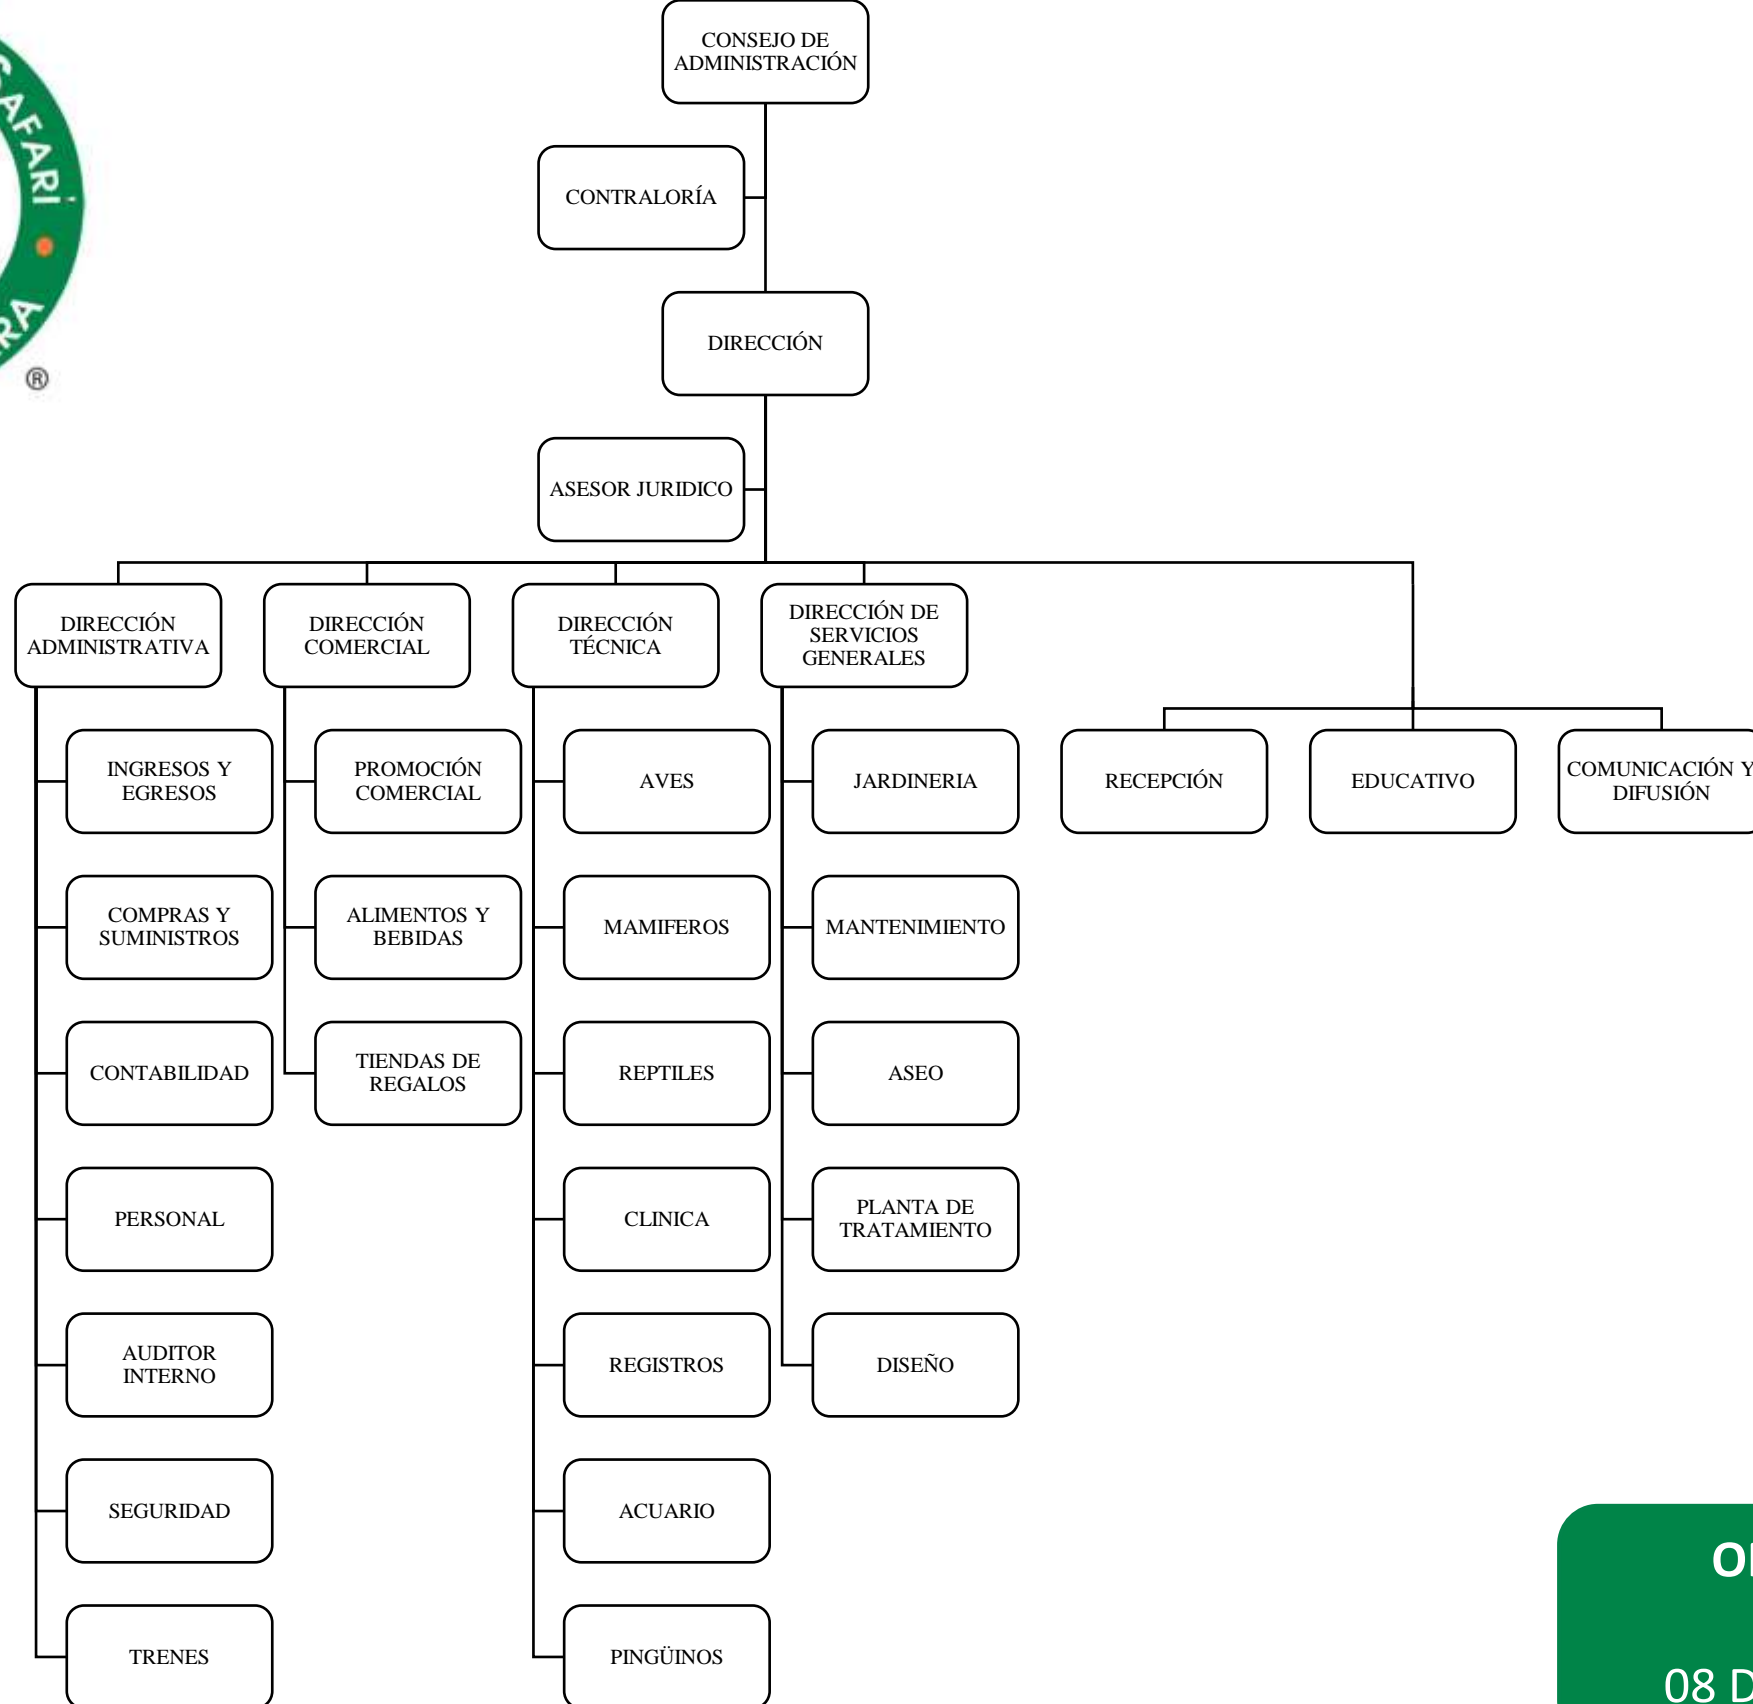 CONSEJO DE
ADMINISTRACIÓN
SAFARI
®
CONTRALORÍA
DIRECCIÓN
ASESOR JURIDICO
DIRECCIÓN
ADMINISTRATIVA
DIRECCIÓN
COMERCIAL
DIRECCIÓN
TÉCNICA
DIRECCIÓN DE
SERVICIOS
GENERALES
INGRESOS Y
EGRESOS
PROMOCIÓN
COMERCIAL
AVES
JARDINERIA
RECEPCIÓN
EDUCATIVO
COMUNICACIÓN Y
DIFUSIÓN
COMPRAS Y
SUMINISTROS
ALIMENTOS Y
BEBIDAS
MAMIFEROS
MANTENIMIENTO
CONTABILIDAD
TIENDAS DE
REGALOS
REPTILES
ASEO
PERSONAL
CLINICA
PLANTA DE
TRATAMIENTO
AUDITOR
INTERNO
REGISTROS
DISEÑO
SEGURIDAD
ACUARIO
TRENES
PINGÜINOS
08 D